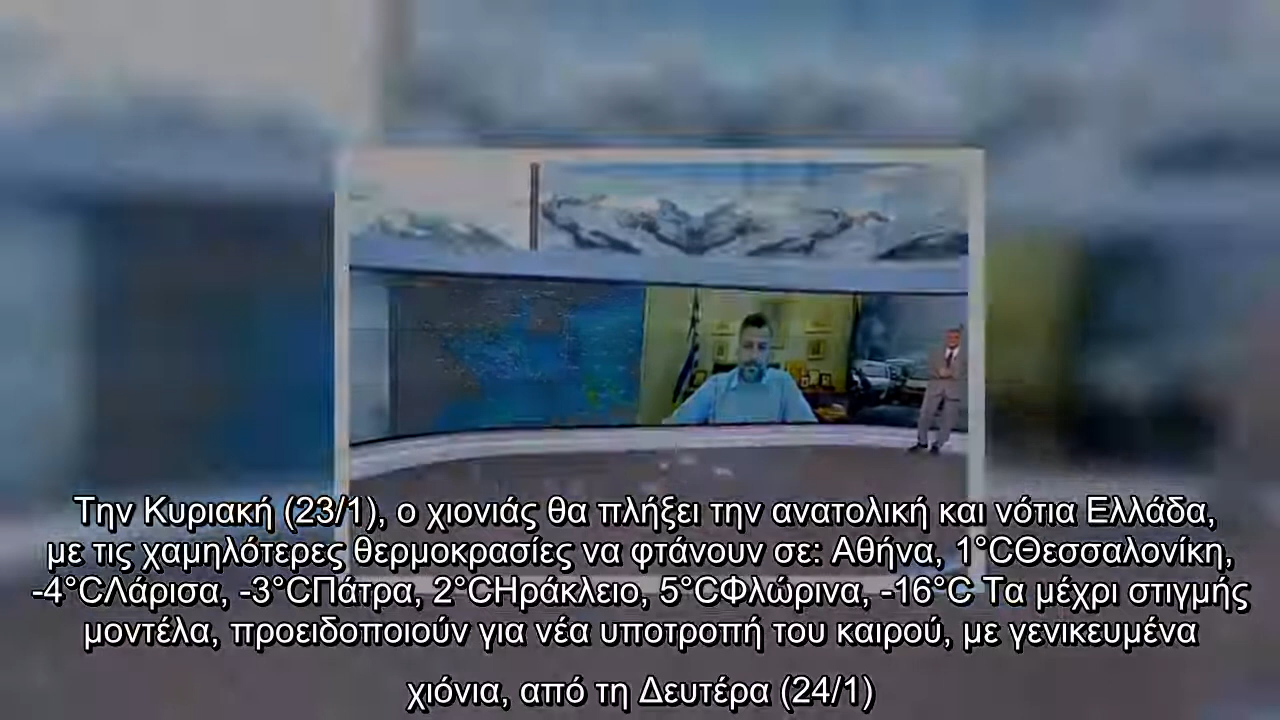 Την Κυριακή (23/1), ο χιονιάς θα πλήξει την ανατολική και νότια Ελλάδα,
με τις χαμηλότερες θερμοκρασίες να φτάνουν σε: Αθήνα, 1°CΘεσσαλονίκη,
-4°CΛάρισα, -3°CΠάτρα, 2°CΗράκλειο, 5°CΦλώρινα, -16°C Τα μέχρι στιγμής
μοντέλα, προειδοποιούν για νέα υποτροπή του καιρού, με γενικευμένα
χιόνια, από τη Δευτέρα (24/1)